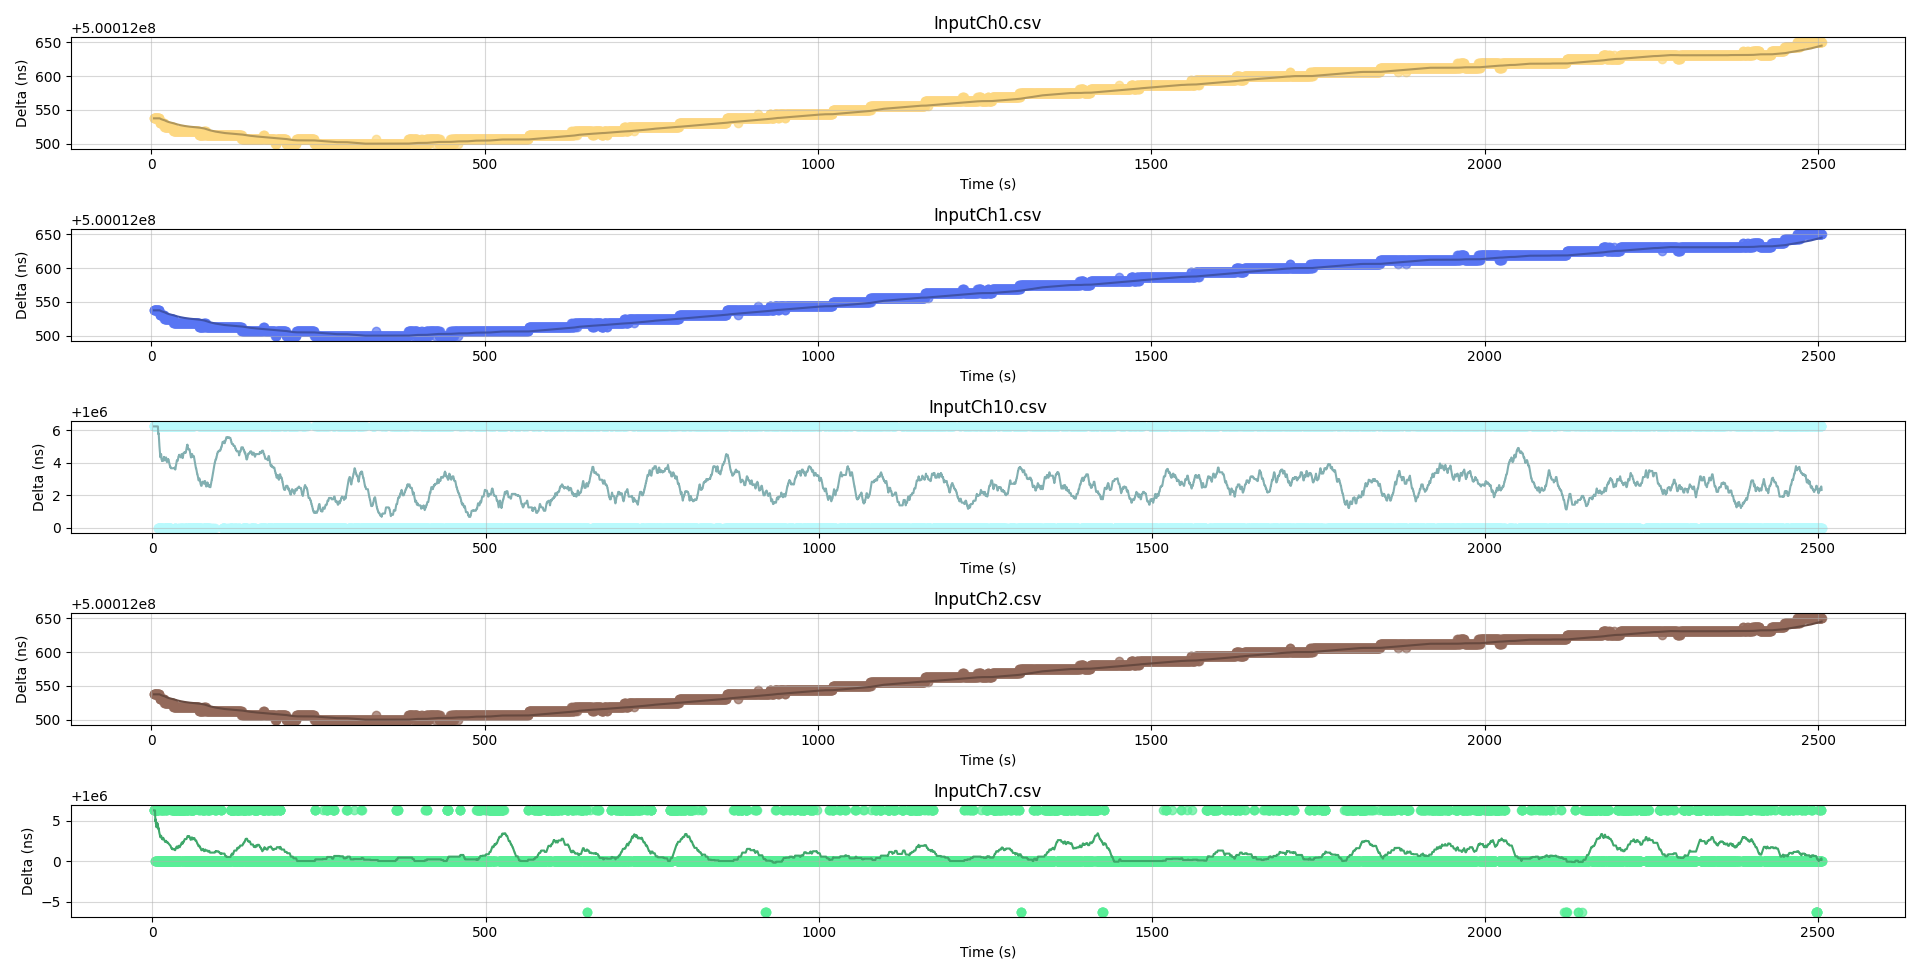 InputCh0.csv
+5.00012e8
650
600
550
500
Delta (ns)
0 500 1000 1500 2000 2500
Time (s)
InputCh1.csv
+5.00012e8
650
600
550
500
Delta (ns)
0 500 1000 1500 2000 2500
Time (s)
InputCh10.csv
+1e6
6
4
2
0
Delta (ns)
0 500 1000 1500 2000 2500
Time (s)
InputCh2.csv
+5.00012e8
650
600
550
500
Delta (ns)
0 500 1000 1500 2000 2500
Time (s)
InputCh7.csv
+1e6
5
0
−5
Delta (ns)
0 500 1000 1500 2000 2500
Time (s)